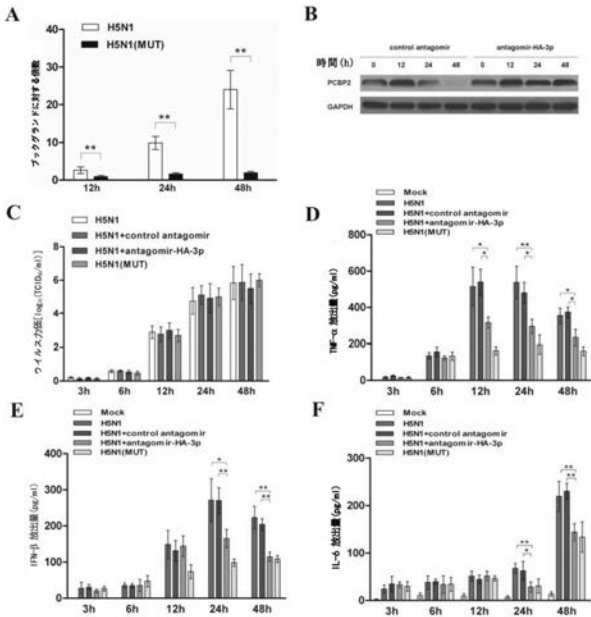 A
H5N1
H5N1(MUT)
ブックグランドに対する倍数
30
20
10
0
**
**
**
12h
24h
48h
B
control antagomir
antagomir-HA-3p
時間(h)
0
12
24
48
0
12
24
48
PCBP2
GAPDH
C
H5N1
H5N1+control antagomir
H5N1+antagomir-HA-3p
H5N1(MUT)
ウイルス力価[log₁₀(TCID₅₀/ml)]
8
6
4
2
0
3h
6h
12h
24h
48h
D
Mock
H5N1
H5N1+control antagomir
H5N1+antagomir-HA-3p
H5N1(MUT)
TNF-α 放出量(pg/ml)
800
600
400
200
0
*
*
**
*
*
*
3h
6h
12h
24h
48h
E
Mock
H5N1
H5N1+control antagomir
H5N1+antagomir-HA-3p
H5N1(MUT)
IFN-β 放出量(pg/ml)
400
300
200
100
0
*
**
**
**
3h
6h
12h
24h
48h
F
Mock
H5N1
H5N1+control antagomir
H5N1+antagomir-HA-3p
H5N1(MUT)
IL-6 放出量(pg/ml)
300
200
100
0
**
*
**
**
3h
6h
12h
24h
48h